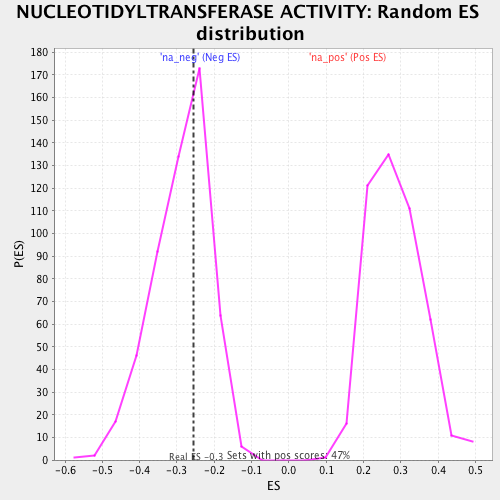 NUCLEOTIDYLTRANSFERASE ACTIVITY: Random ES
distribution
'na_neg' (Neg ES)
'na_pos' (Pos ES)
180
170
160
150
140
130
120
110
100
90
80
70
60
50
40
30
20
10
0
P(ES)
Real ES -0.3
Sets with pos scores: 47%
-0.6 -0.5 -0.4 -0.3 -0.2 -0.1 0.0 0.1 0.2 0.3 0.4 0.5
ES